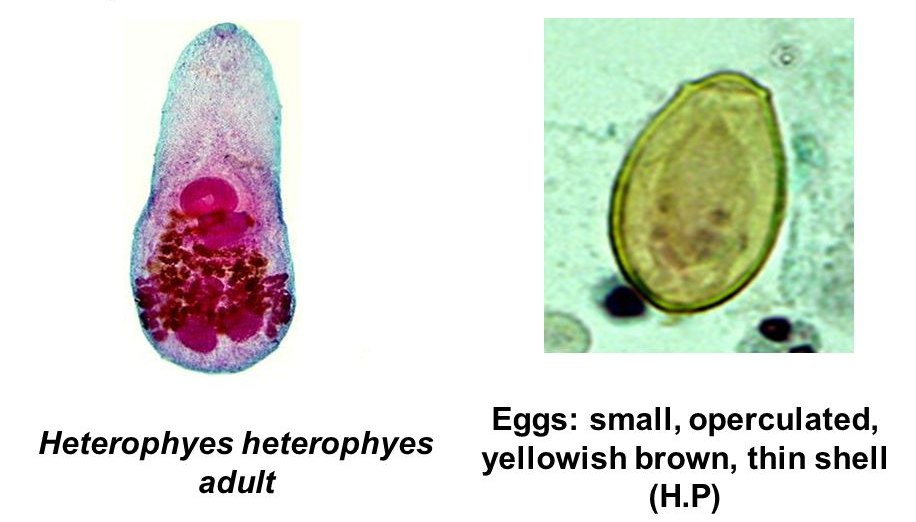 Heterophyes heterophyes
adult
Eggs: small, operculated,
yellowish brown, thin shell
(H.P)